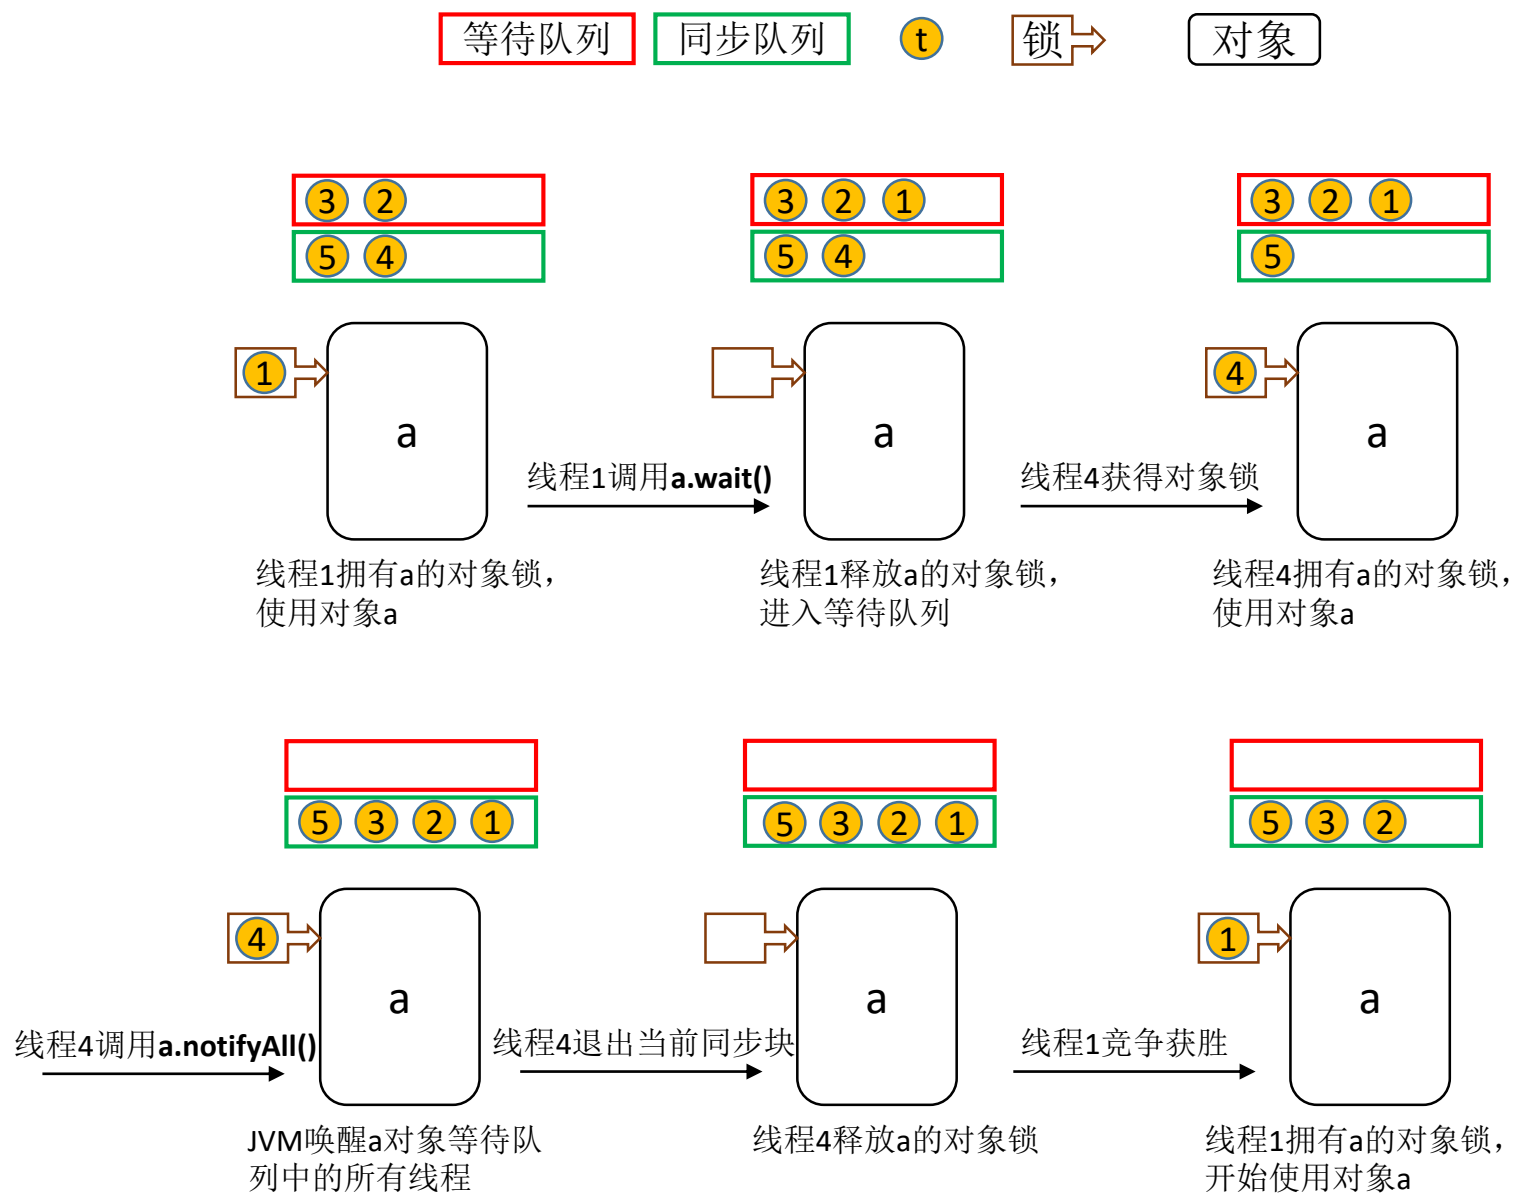 等待队列 同步队列 t 锁 对象
3 2
5 4
3 2 1
5 4
3 2 1
5
1
a
4
a
a
线程1调用a.wait()
线程4获得对象锁
线程1拥有a的对象锁，
使用对象a
线程1释放a的对象锁，
进入等待队列
线程4拥有a的对象锁，
使用对象a
5 3 2 1
5 3 2 1
5 3 2
4
a
a
1
a
线程4调用a.notifyAll()
线程4退出当前同步块
线程1竞争获胜
JVM唤醒a对象等待队
列中的所有线程
线程4释放a的对象锁
线程1拥有a的对象锁，
开始使用对象a